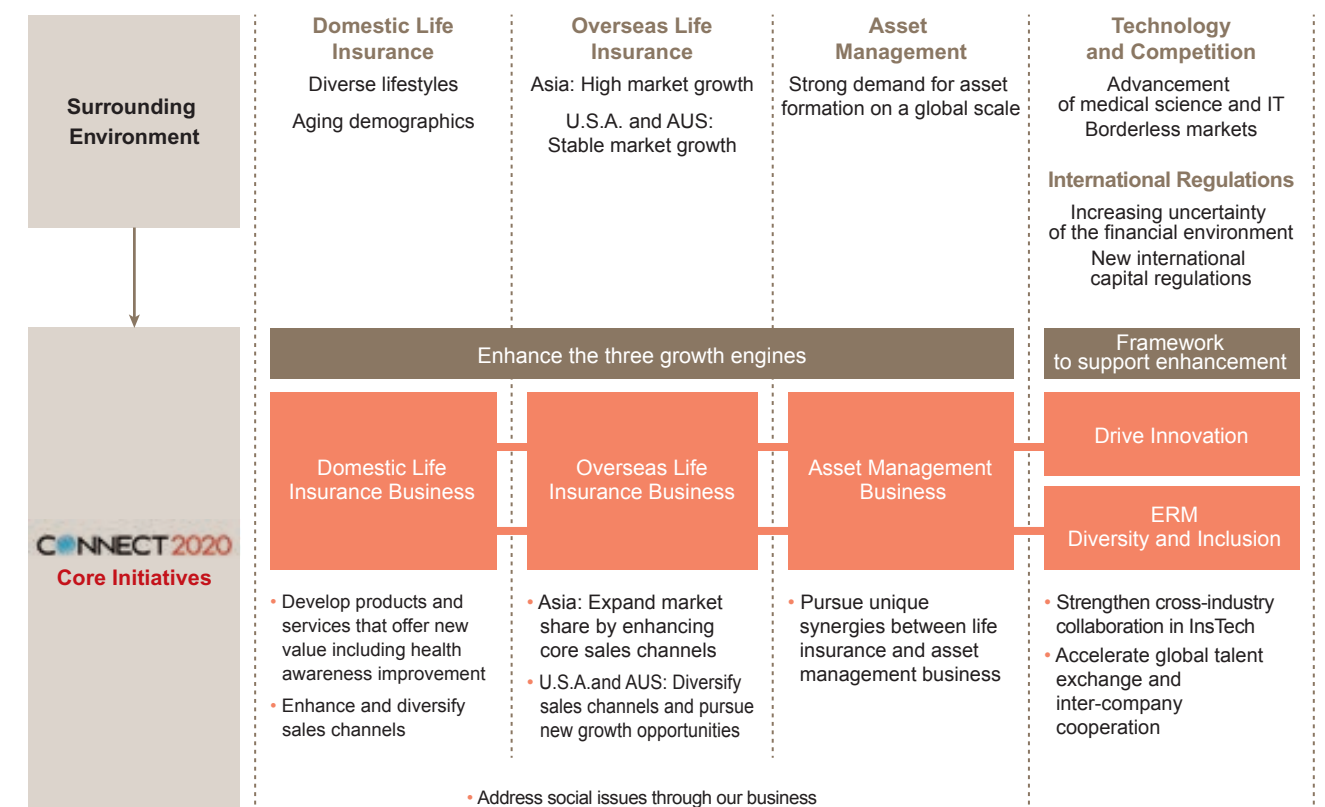 Surrounding
Environment
Domestic Life
Insurance
Diverse lifestyles
Aging demographics
Overseas Life
Insurance
Asia: High market growth
U.S.A. and AUS:
Stable market growth
Asset
Management
Strong demand for asset
formation on a global scale
Technology
and Competition
Advancement
of medical science and IT
Borderless markets
International Regulations
Increasing uncertainty
of the financial environment
New international
capital regulations
CONNECT2020
Core Initiatives
Enhance the three growth engines
Framework
to support enhancement
Domestic Life
Insurance Business
Overseas Life
Insurance Business
Asset Management
Business
Drive Innovation
ERM
Diversity and Inclusion
• Develop products and
services that offer new
value including health
awareness improvement
• Enhance and diversify
sales channels
• Asia: Expand market
share by enhancing
core sales channels
• U.S.A.and AUS: Diversify
sales channels and pursue
new growth opportunities
• Pursue unique
synergies between life
insurance and asset
management business
• Strengthen cross-industry
collaboration in InsTech
• Accelerate global talent
exchange and
inter-company
cooperation
• Address social issues through our business